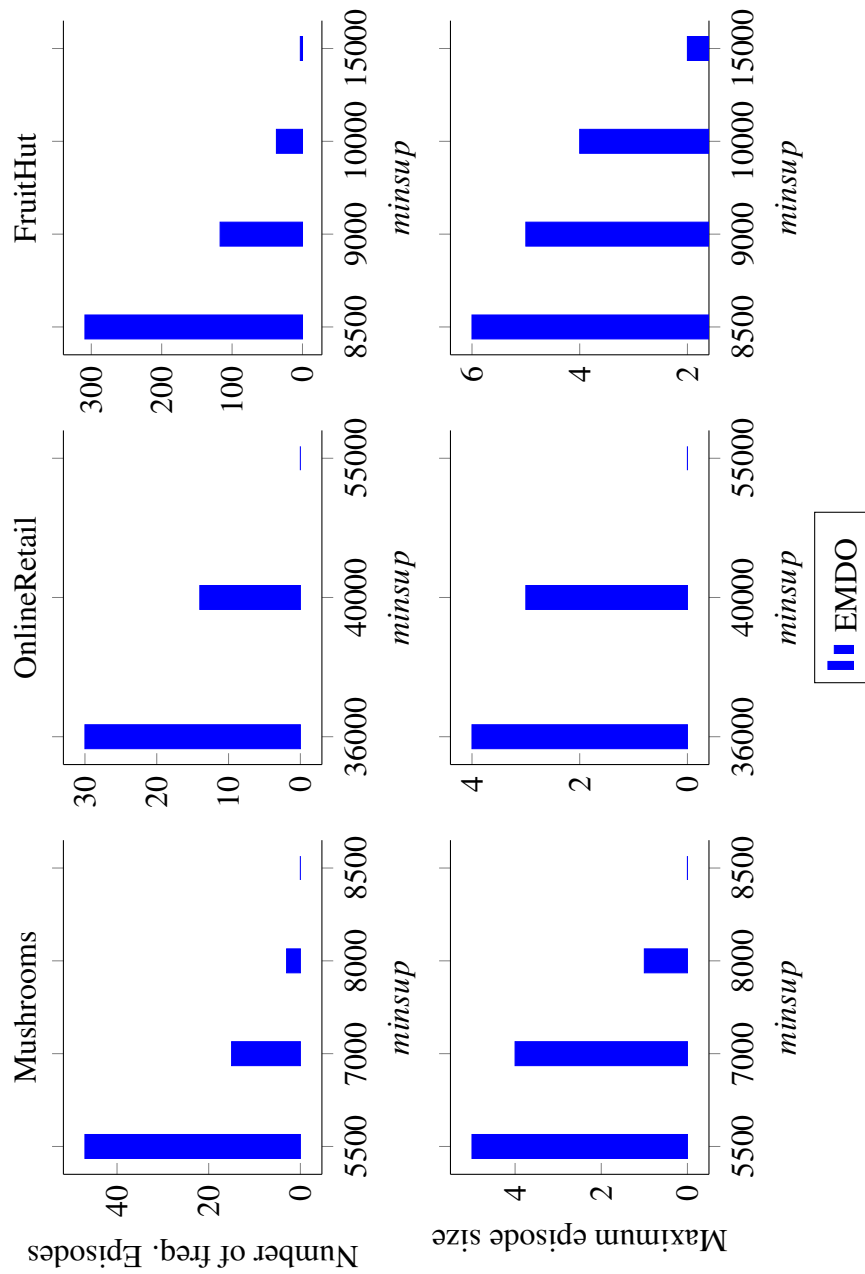 Mushrooms
Number of freq. Episodes
40
20
0
5500 7000 8000 8500
minsup
OnlineRetail
30
20
10
0
36000 40000 55000
minsup
FruitHut
300
200
100
0
8500 9000 10000 15000
minsup
Maximum episode size
4
2
0
5500 7000 8000 8500
minsup
4
2
0
36000 40000 55000
minsup
6
4
2
8500 9000 10000 15000
minsup
EMDO